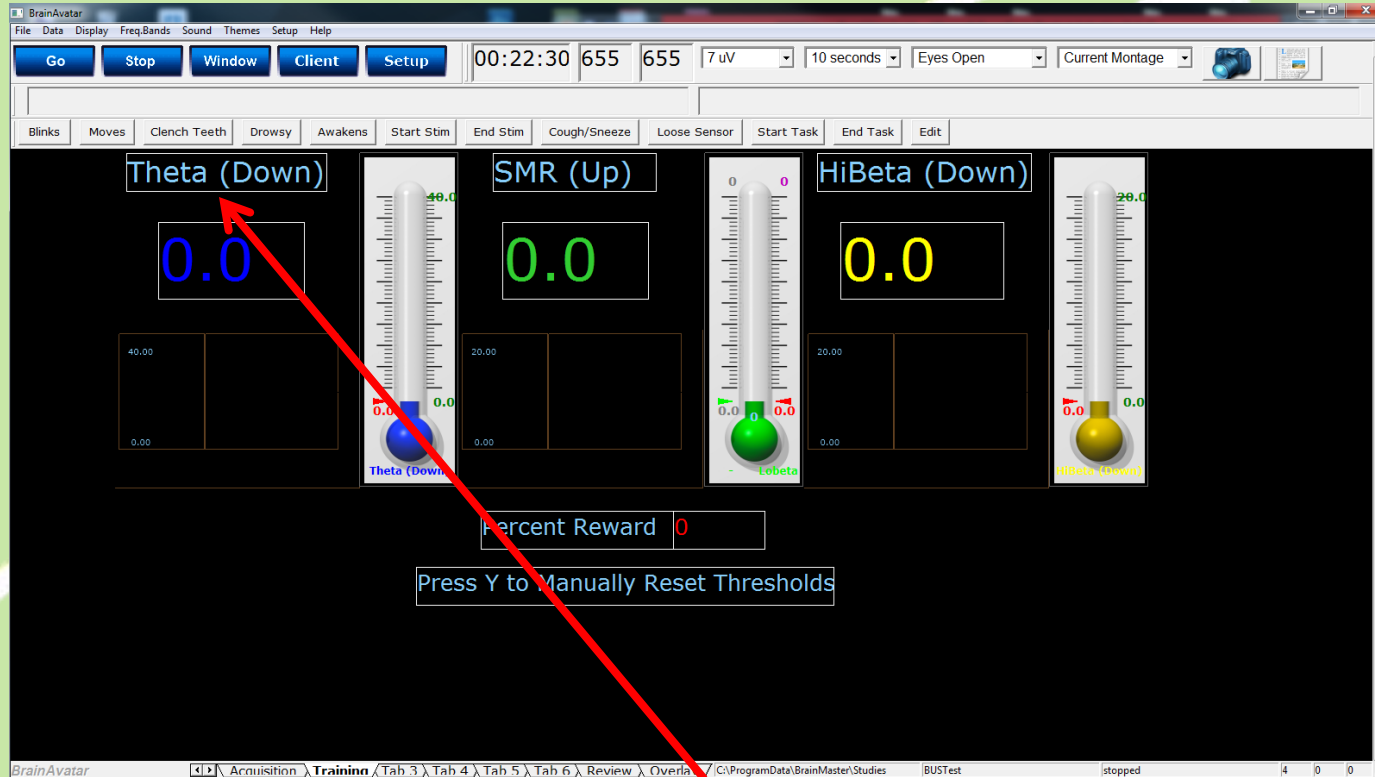 BrainAvatar
File Data Display Freq.Bands Sound Themes Setup Help
Go Stop Window Client Setup 00:22:30 655 655 7 uV 10 seconds Eyes Open Current Montage
Blinks Moves Clench Teeth Drowsy Awakens Start Stim End Stim Cough/Sneeze Loose Sensor Start Task End Task Edit
Theta (Down) SMR (Up) HiBeta (Down)
0 0
40.0 20.0
0.0 0.0 0.0
40.00 20.00 20.00
0.0 0.0
0.0 0.0 0 0.0 0.0
0.00 0.00 0.00
Theta (Down) - Lobeta HiBeta (Down)
Percent Reward 0
Press Y to Manually Reset Thresholds
BrainAvatar Acquisition Training Tab 3 Tab 4 Tab 5 Tab 6 Review C:\ProgramData\BrainMaster\Studies BUSTest stopped 4 0 0